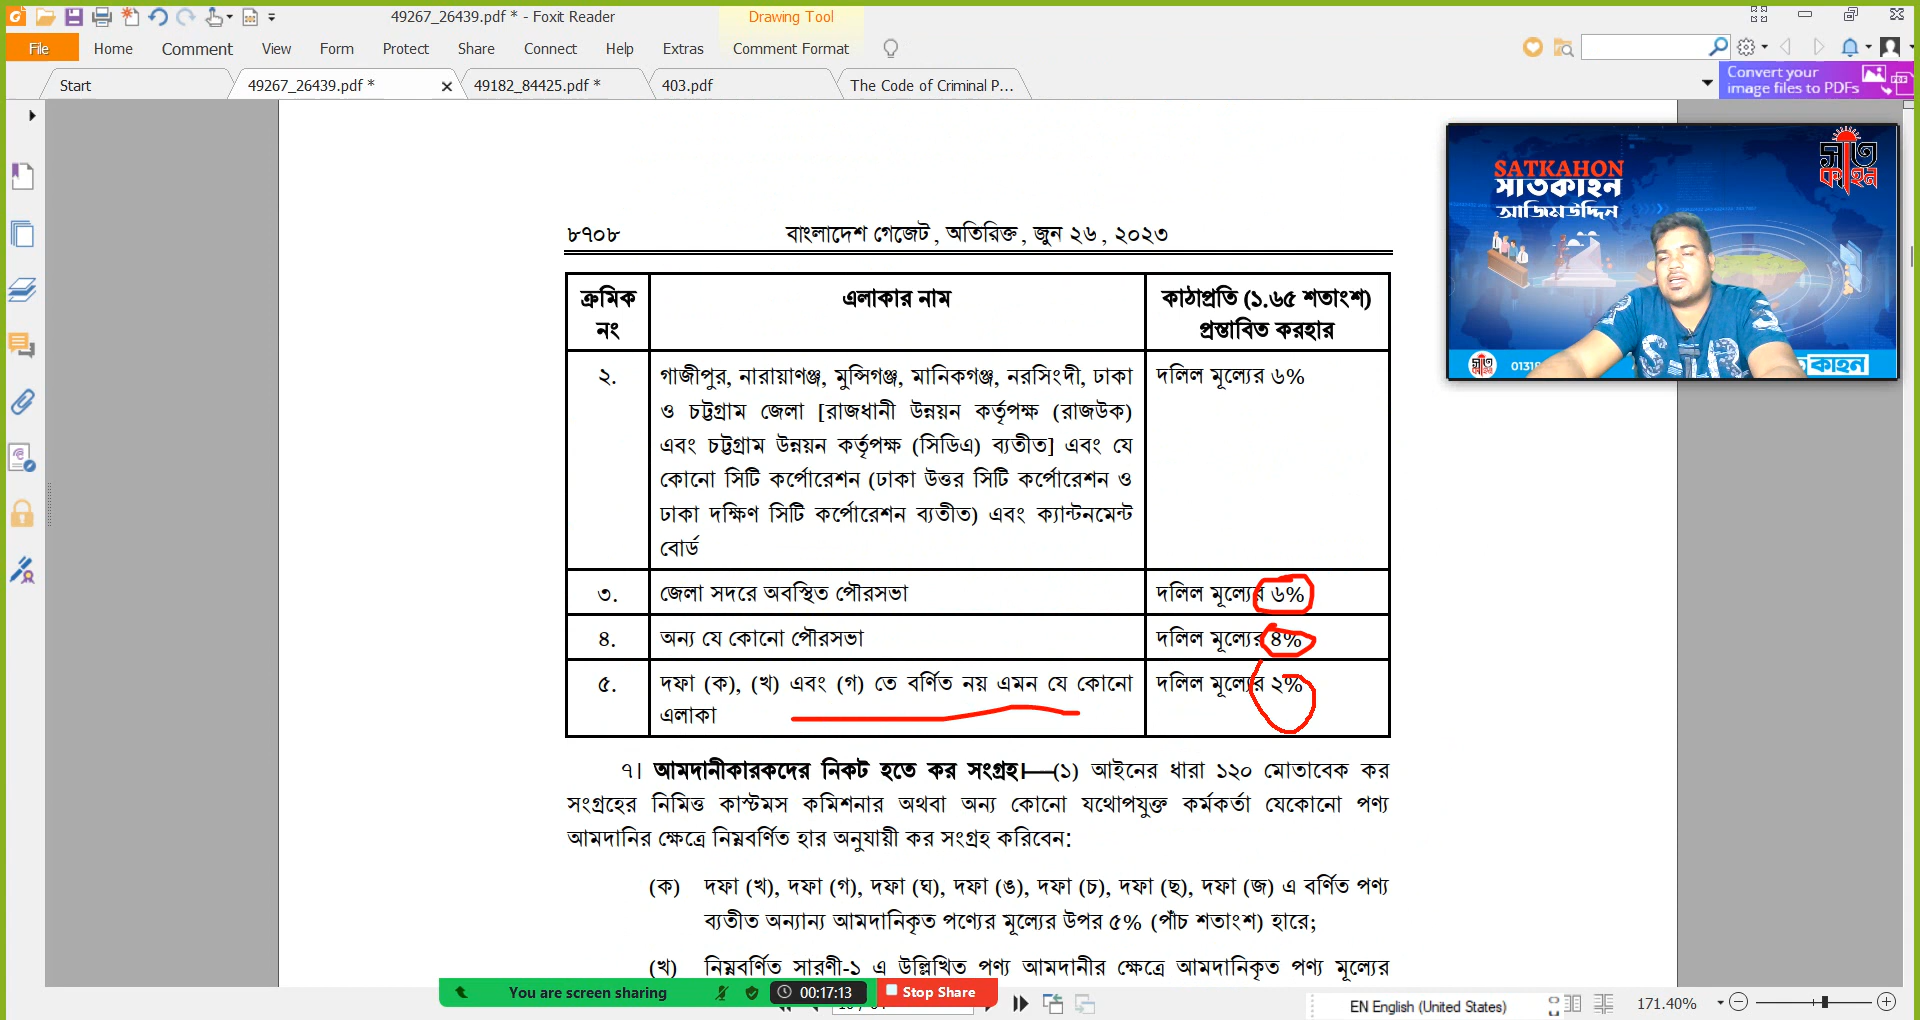 49267_26439.pdf * - Foxit Reader
Drawing Tool
File Home Comment View Form Protect Share Connect Help Extras Comment Format
Start 49267_26439.pdf * 49182_84425.pdf * 403.pdf The Code of Criminal P...
Convert your
image files to PDFs
SATKAHON
সাতকাহন
আজিমউদ্দিন
সাত
কাহন
কাহন
৮৭০৮ বাংলাদেশ গেজেট, অতিরিক্ত, জুন ২৬, ২০২৩
ক্রমিক নং
এলাকার নাম
কাঠাপ্রতি (১.৬৫ শতাংশ)
প্রস্তাবিত করহার
২. গাজীপুর, নারায়াণঞ্জ, মুন্সিগঞ্জ, মানিকগঞ্জ, নরসিংদী, ঢাকা দলিল মূল্যের ৬%
ও চট্টগ্রাম জেলা [রাজধানী উন্নয়ন কর্তৃপক্ষ (রাজউক)
এবং চট্টগ্রাম উন্নয়ন কর্তৃপক্ষ (সিডিএ) ব্যতীত] এবং যে
কোনো সিটি কর্পোরেশন (ঢাকা উত্তর সিটি কর্পোরেশন ও
ঢাকা দক্ষিণ সিটি কর্পোরেশন ব্যতীত) এবং ক্যান্টনমেন্ট
বোর্ড
৩. জেলা সদরে অবস্থিত পৌরসভা দলিল মূল্যের ৬%
৪. অন্য যে কোনো পৌরসভা দলিল মূল্যের ৪%
৫. দফা (ক), (খ) এবং (গ) তে বর্ণিত নয় এমন যে কোনো দলিল মূল্যের ২%
এলাকা
৭। আমদানীকারকদের নিকট হতে কর সংগ্রহ।—(১) আইনের ধারা ১২০ মোতাবেক কর
সংগ্রহের নিমিত্ত কাস্টমস কমিশনার অথবা অন্য কোনো যথোপযুক্ত কর্মকর্তা যেকোনো পণ্য
আমদানির ক্ষেত্রে নিম্নবর্ণিত হার অনুযায়ী কর সংগ্রহ করিবেন:
(ক) দফা (খ), দফা (গ), দফা (ঘ), দফা (ঙ), দফা (চ), দফা (ছ), দফা (জ) এ বর্ণিত পণ্য
ব্যতীত অন্যান্য আমদানিকৃত পণ্যের মূল্যের উপর ৫% (পাঁচ শতাংশ) হারে;
(খ) নিম্নবর্ণিত সারণী-১ এ উল্লিখিত পণ্য আমদানীর ক্ষেত্রে আমদানিকৃত পণ্য মূল্যের
You are screen sharing 00:17:13 Stop Share
EN English (United States) 171.40%